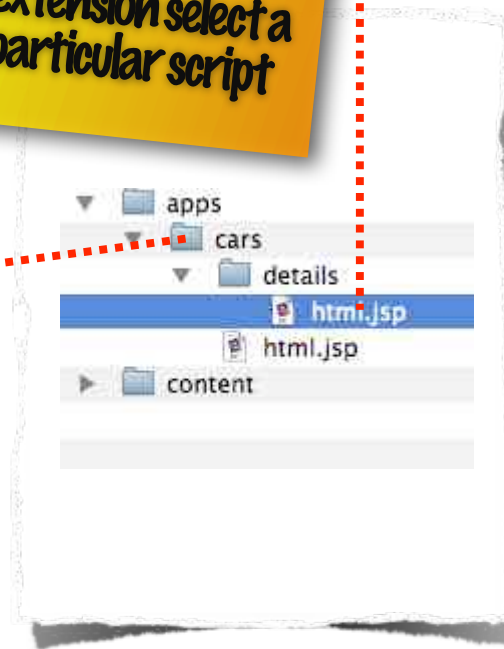 extension select a
particular script
apps
cars
details
html.jsp
html.jsp
content